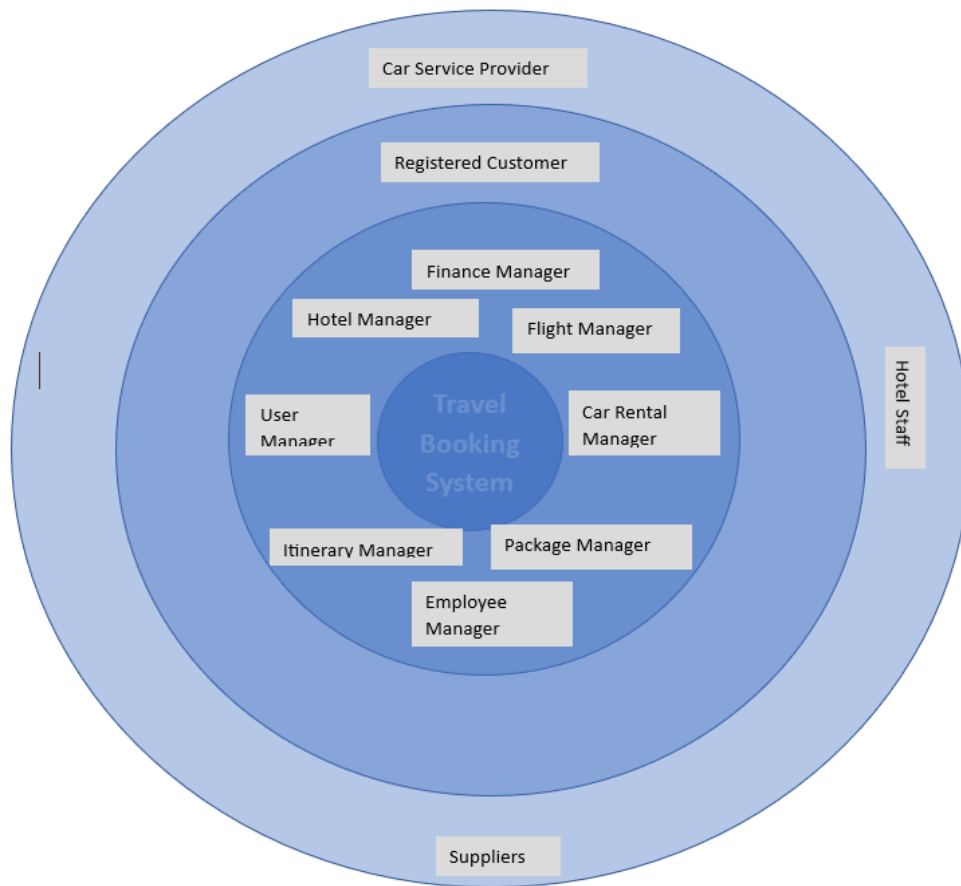 Car Service Provider
Registered Customer
Finance Manager
Hotel Manager
Flight Manager
User
Manager
Travel
Booking
System
Car Rental
Manager
Hotel Staff
Itinerary Manager
Package Manager
Employee
Manager
Suppliers